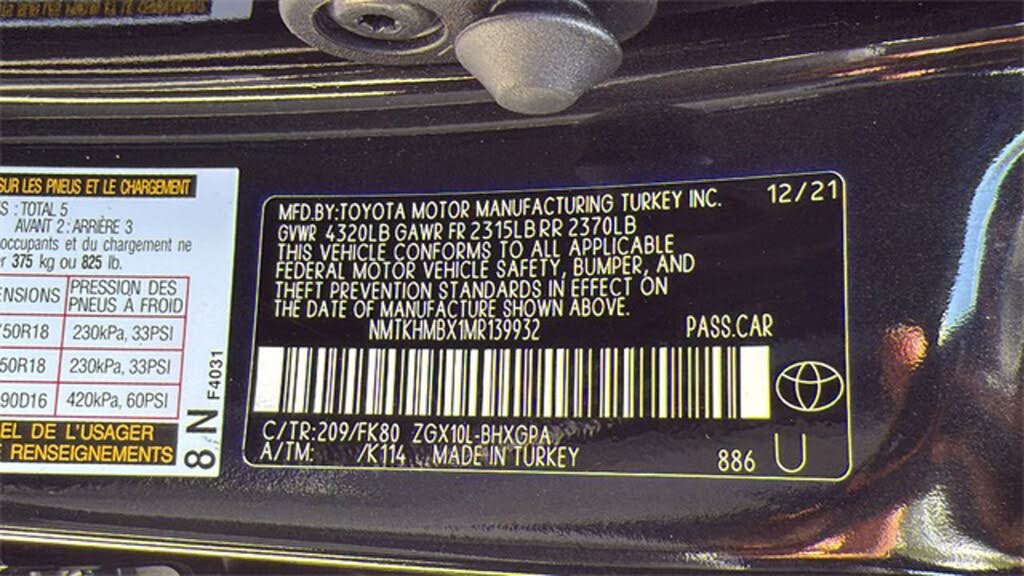 SUR LES PNEUS ET LE CHARGEMENT
S : TOTAL 5
AVANT 2 : ARRIÈRE 3
occupants et du chargement ne
r 375 kg ou 825 lb.
ENSIONS PRESSION DES PNEUS À FROID
50R18 230kPa, 33PSI
50R18 230kPa, 33PSI
90D16 420kPa, 60PSI
EL DE L'USAGER
RENSEIGNEMENTS
8 N F4031
12/21
MFD.BY:TOYOTA MOTOR MANUFACTURING TURKEY INC.
GVWR 4320LB GAWR FR 2315LB RR 2370LB
THIS VEHICLE CONFORMS TO ALL APPLICABLE
FEDERAL MOTOR VEHICLE SAFETY, BUMPER, AND
THEFT PREVENTION STANDARDS IN EFFECT ON
THE DATE OF MANUFACTURE SHOWN ABOVE.
NMTKHMBX1MR139932 PASS.CAR
C/TR:209/FK80 ZGX10L-BHXGPA
A/TM: /K114 MADE IN TURKEY
886 U